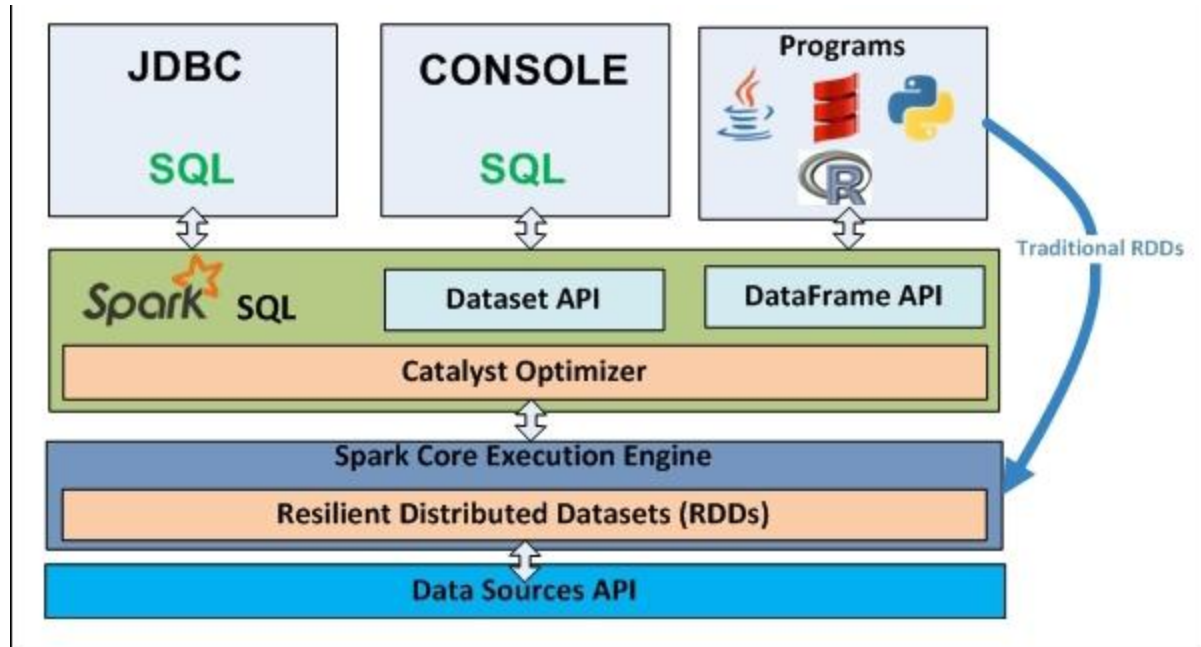 JDBC
SQL
CONSOLE
SQL
Programs
R
Traditional RDDs
Spark SQL
Dataset API
DataFrame API
Catalyst Optimizer
Spark Core Execution Engine
Resilient Distributed Datasets (RDDs)
Data Sources API